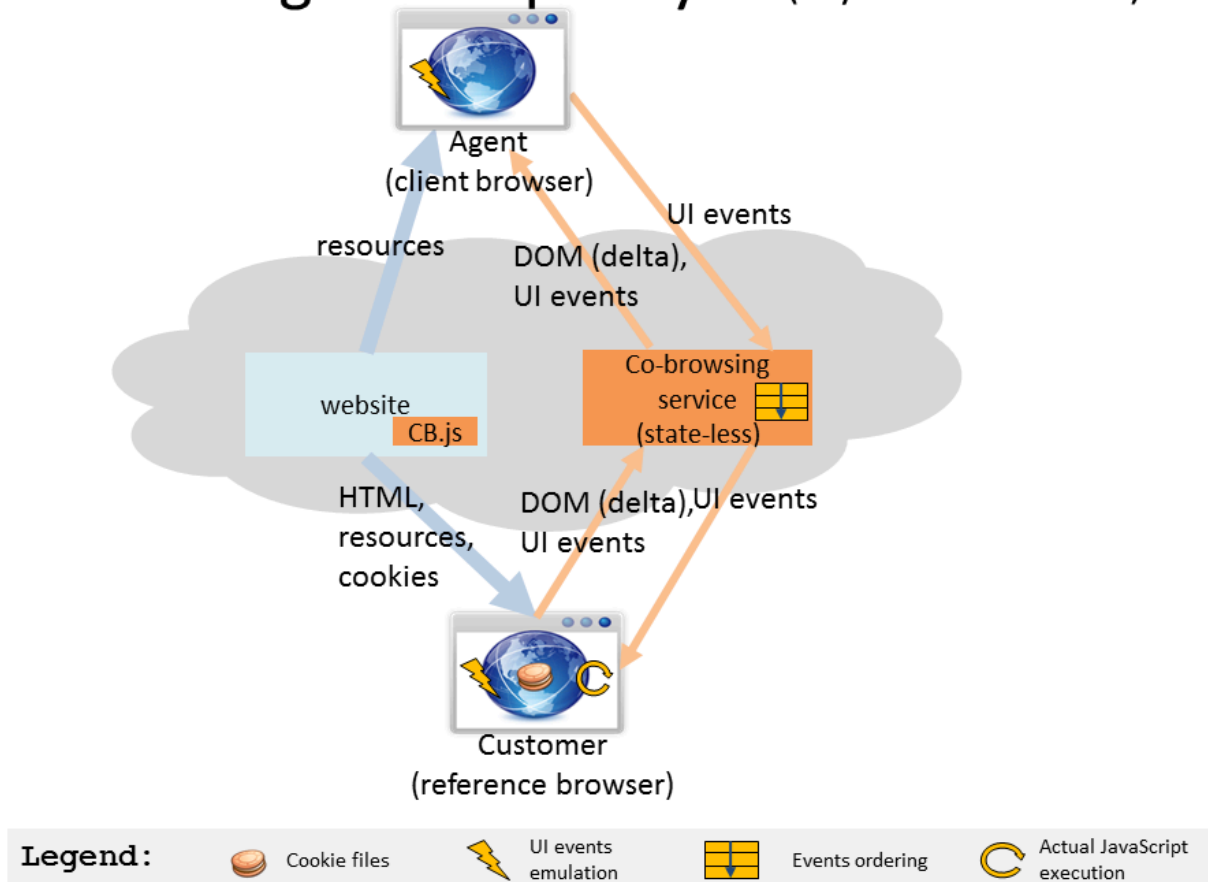 Agent
(client browser)
UI events
resources
DOM (delta),
UI events
Co-browsing
service
(state-less)
website
CB.js
HTML,
resources,
cookies
DOM (delta),
UI events
UI events
Customer
(reference browser)
Legend:
Cookie files
UI events
emulation
Events ordering
Actual JavaScript
execution